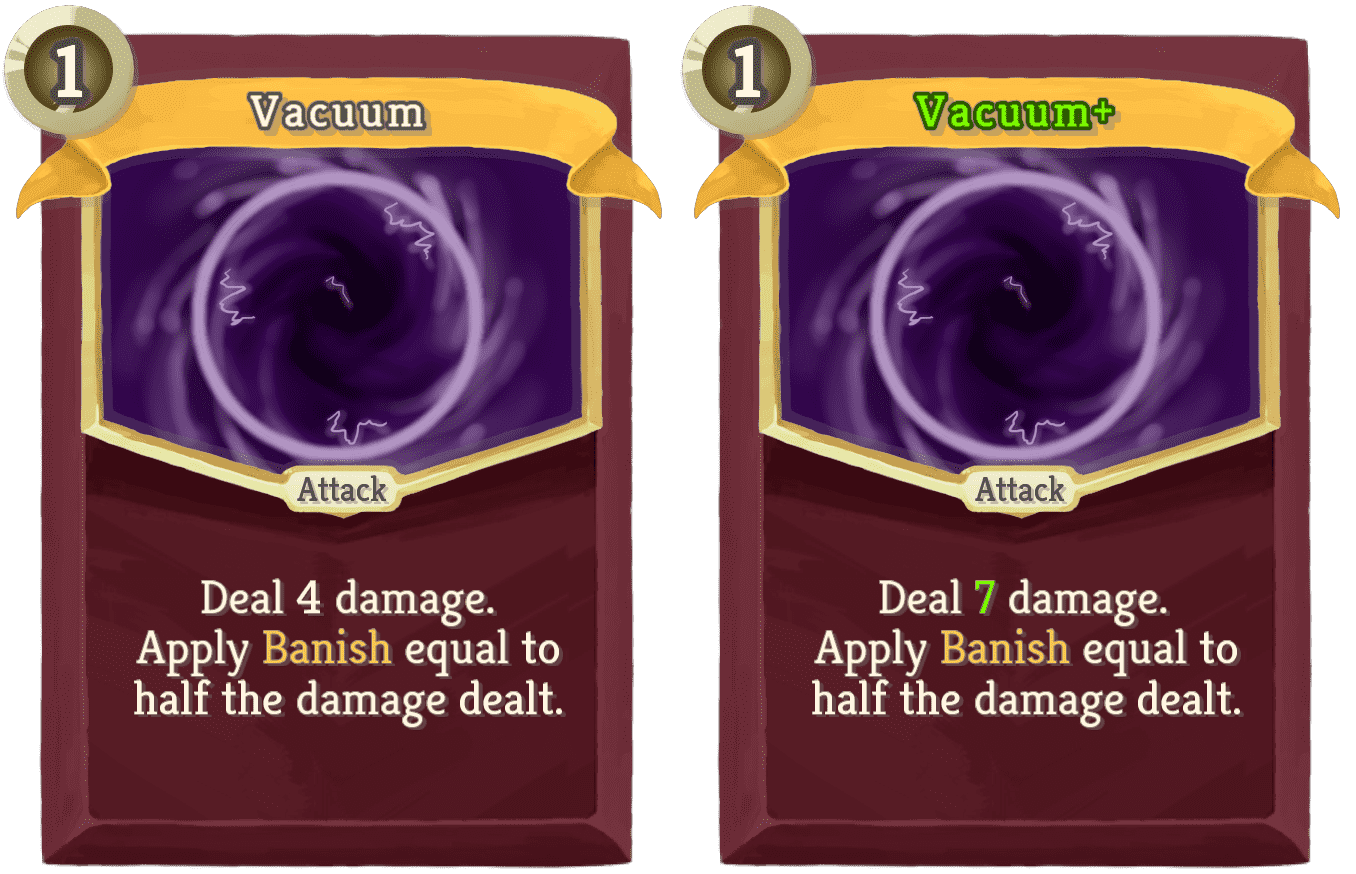 1
Vacuum
Attack
Deal 4 damage.
Apply Banish equal to
half the damage dealt.
1
Vacuum+
Attack
Deal 7 damage.
Apply Banish equal to
half the damage dealt.